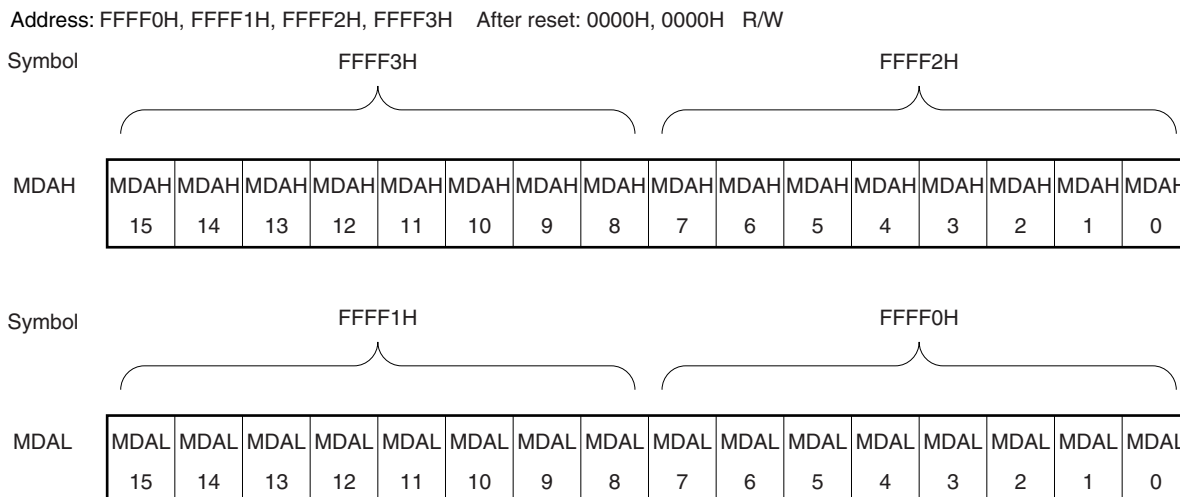 Address: FFFF0H, FFFF1H, FFFF2H, FFFF3H After reset: 0000H, 0000H R/W
Symbol FFFF3H FFFF2H
MDAH MDAH MDAH MDAH MDAH MDAH MDAH MDAH MDAH MDAH MDAH MDAH MDAH MDAH MDAH MDAH MDAH
15 14 13 12 11 10 9 8 7 6 5 4 3 2 1 0
Symbol FFFF1H FFFF0H
MDAL MDAL MDAL MDAL MDAL MDAL MDAL MDAL MDAL MDAL MDAL MDAL MDAL MDAL MDAL MDAL MDAL
15 14 13 12 11 10 9 8 7 6 5 4 3 2 1 0